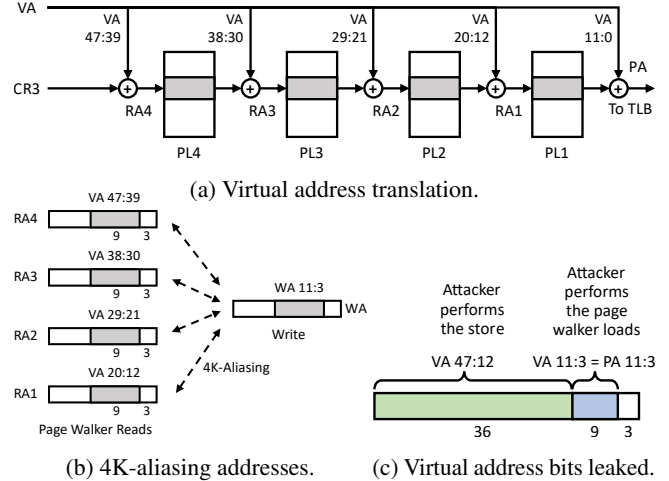 VA
VA VA VA VA VA
47:39 38:30 29:21 20:12 11:0
PA
CR3
RA4 RA3 RA2 RA1 To TLB
PL4 PL3 PL2 PL1
(a) Virtual address translation.
VA 47:39
RA4
9 3
VA 38:30
RA3
9 3
VA 29:21
RA2
9 3
VA 20:12
RA1
9 3
Page Walker Reads
WA 11:3
WA
Write
4K-Aliasing
(b) 4K-aliasing addresses.
Attacker
performs
the store
Attacker
performs
the page
walker loads
VA 47:12 VA 11:3 = PA 11:3
36 9 3
(c) Virtual address bits leaked.